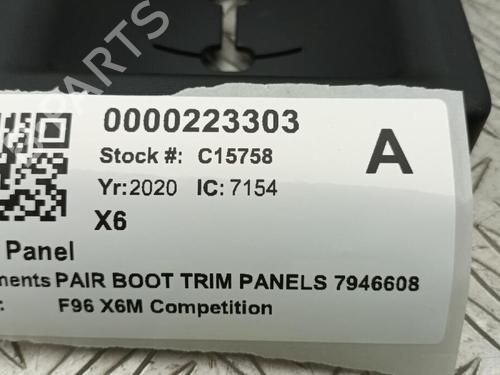 0000223303
A
Stock #: C15758
Yr:2020 IC: 7154
X6
Panel
ments PAIR BOOT TRIM PANELS 7946608
: F96 X6M Competition